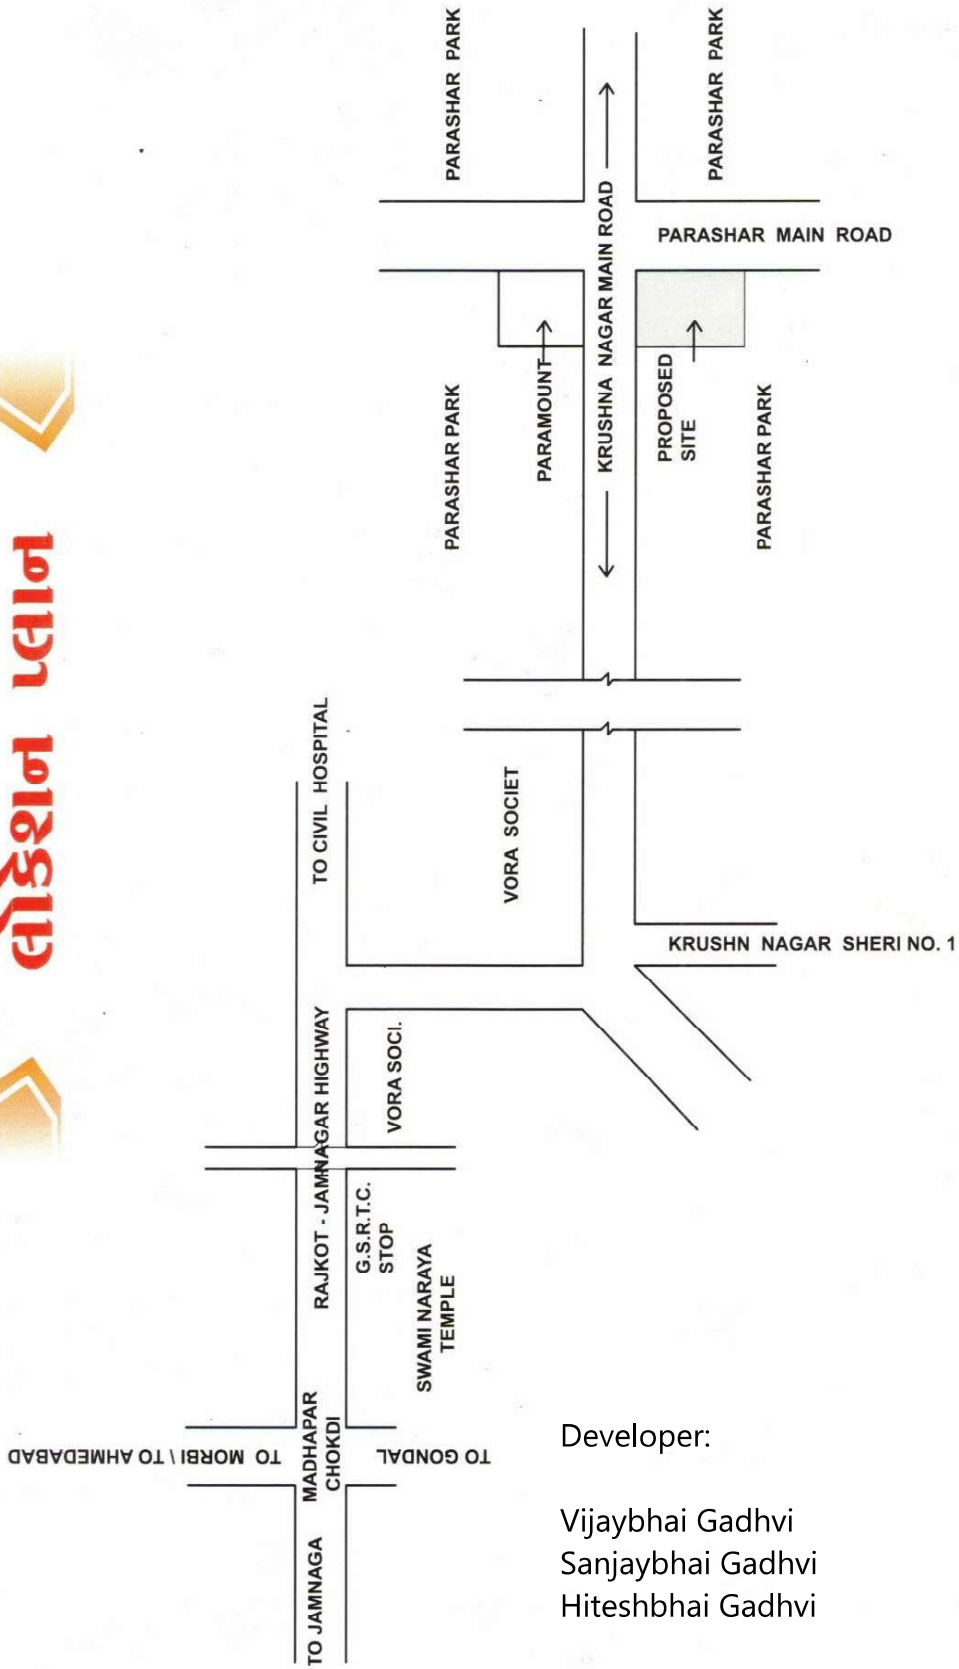 લોકેશન પ્લાન
PARASHAR PARK
PARASHAR PARK
KRUSHNA NAGAR MAIN ROAD
PARASHAR MAIN ROAD
PARAMOUNT
PROPOSED
SITE
PARASHAR PARK
PARASHAR PARK
TO CIVIL HOSPITAL
VORA SOCIET
KRUSHN NAGAR SHERI NO. 1
RAJKOT - JAMNAGAR HIGHWAY
VORA SOCI.
G.S.R.T.C.
STOP
SWAMI NARAYA
TEMPLE
TO MORBI \ TO AHMEDABAD
MADHAPAR
CHOKDI
TO GONDAL
TO JAMNAGA
Developer:
Vijaybhai Gadhvi
Sanjaybhai Gadhvi
Hiteshbhai Gadhvi